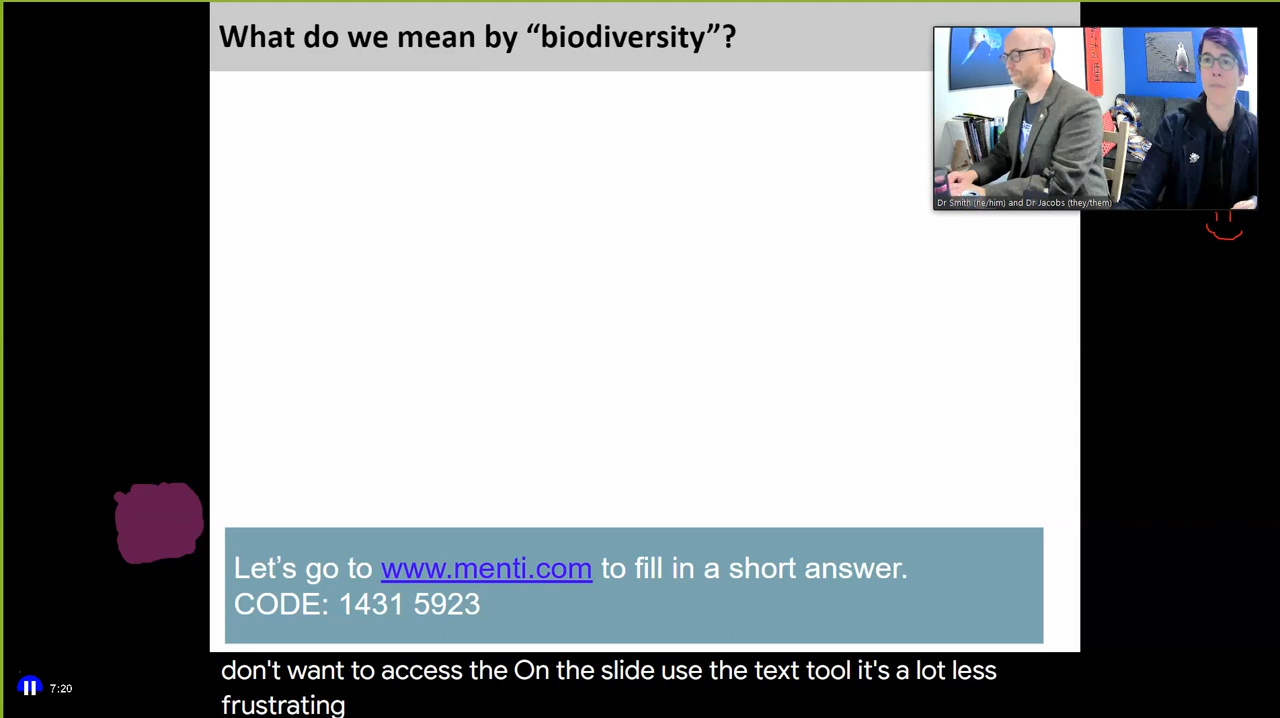 What do we mean by “biodiversity”?
Dr Smith (he/him) and Dr Jacobs (they/them)
Let’s go to www.menti.com to fill in a short answer.
CODE: 1431 5923
don't want to access the On the slide use the text tool it's a lot less
frustrating
7:20